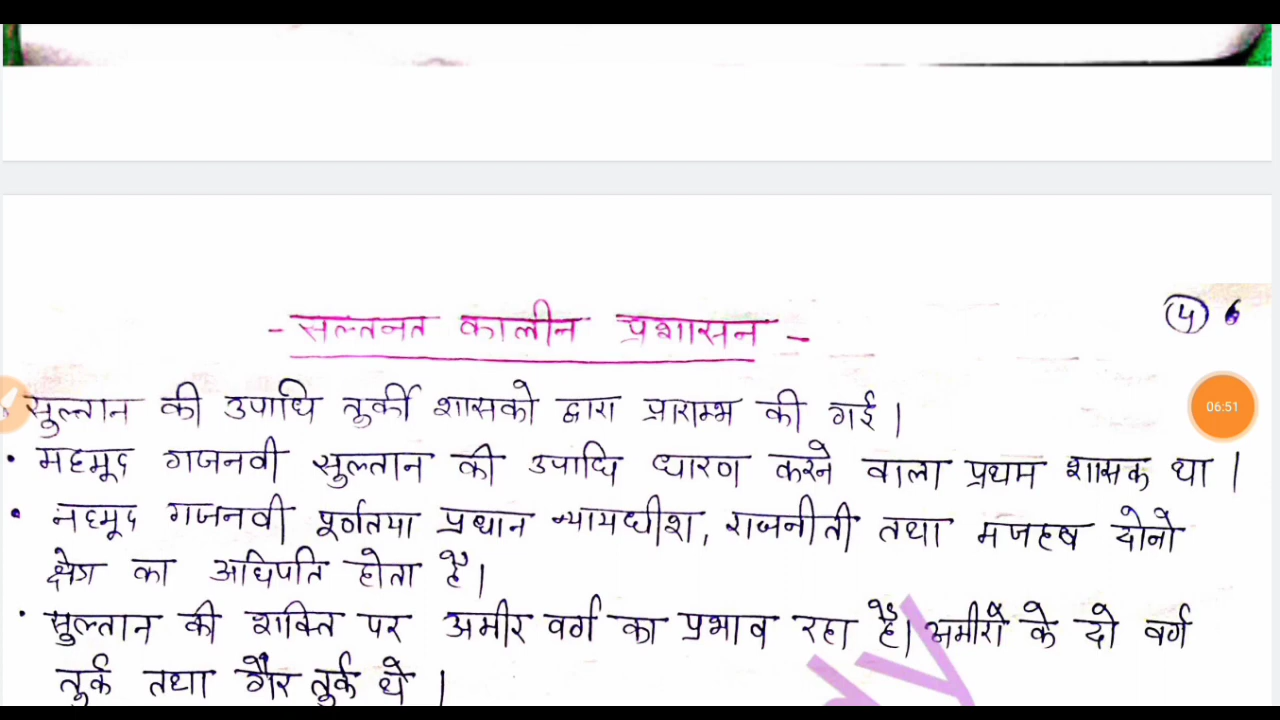 - सल्तनत कालीन प्रशासन -
(५) 6
सुल्तान की उपाधि तुर्की शासको द्वारा प्रारम्भ की गई।
06:51
• महमूद गजनवी सुल्तान की उपाधि धारण करने वाला प्रथम शासक था।
• महमूद गजनवी पूर्णतया प्रधान न्यायधीश, राजनीती तथा मजहब दोनो
क्षेत्र का अधिपति होता है।
• सुल्तान की शक्ति पर अमीर वर्ग का प्रभाव रहा है। अमीरों के दो वर्ग
तुर्क तथा गैर तुर्क थे।